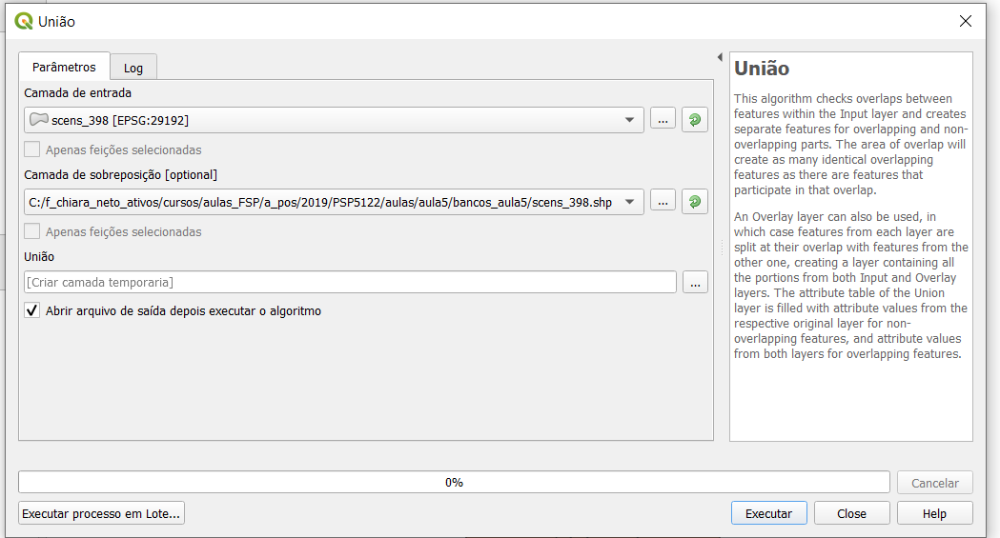 União
Parâmetros
Log
Camada de entrada
scens_398 [EPSG:29192]
...
Apenas feições selecionadas
Camada de sobreposição [optional]
C:/f_chiara_neto_ativos/cursos/aulas_FSP/a_pos/2019/PSP5122/aulas/aula5/bancos_aula5/scens_398.shp
...
Apenas feições selecionadas
União
[Criar camada temporaria]
...
Abrir arquivo de saída depois executar o algoritmo
União
This algorithm checks overlaps between
features within the Input layer and creates
separate features for overlapping and non-
overlapping parts. The area of overlap will
create as many identical overlapping
features as there are features that
participate in that overlap.
An Overlay layer can also be used, in
which case features from each layer are
split at their overlap with features from the
other one, creating a layer containing all
the portions from both Input and Overlay
layers. The attribute table of the Union
layer is filled with attribute values from the
respective original layer for non-
overlapping features, and attribute values
from both layers for overlapping features.
0%
Cancelar
Executar processo em Lote...
Executar
Close
Help